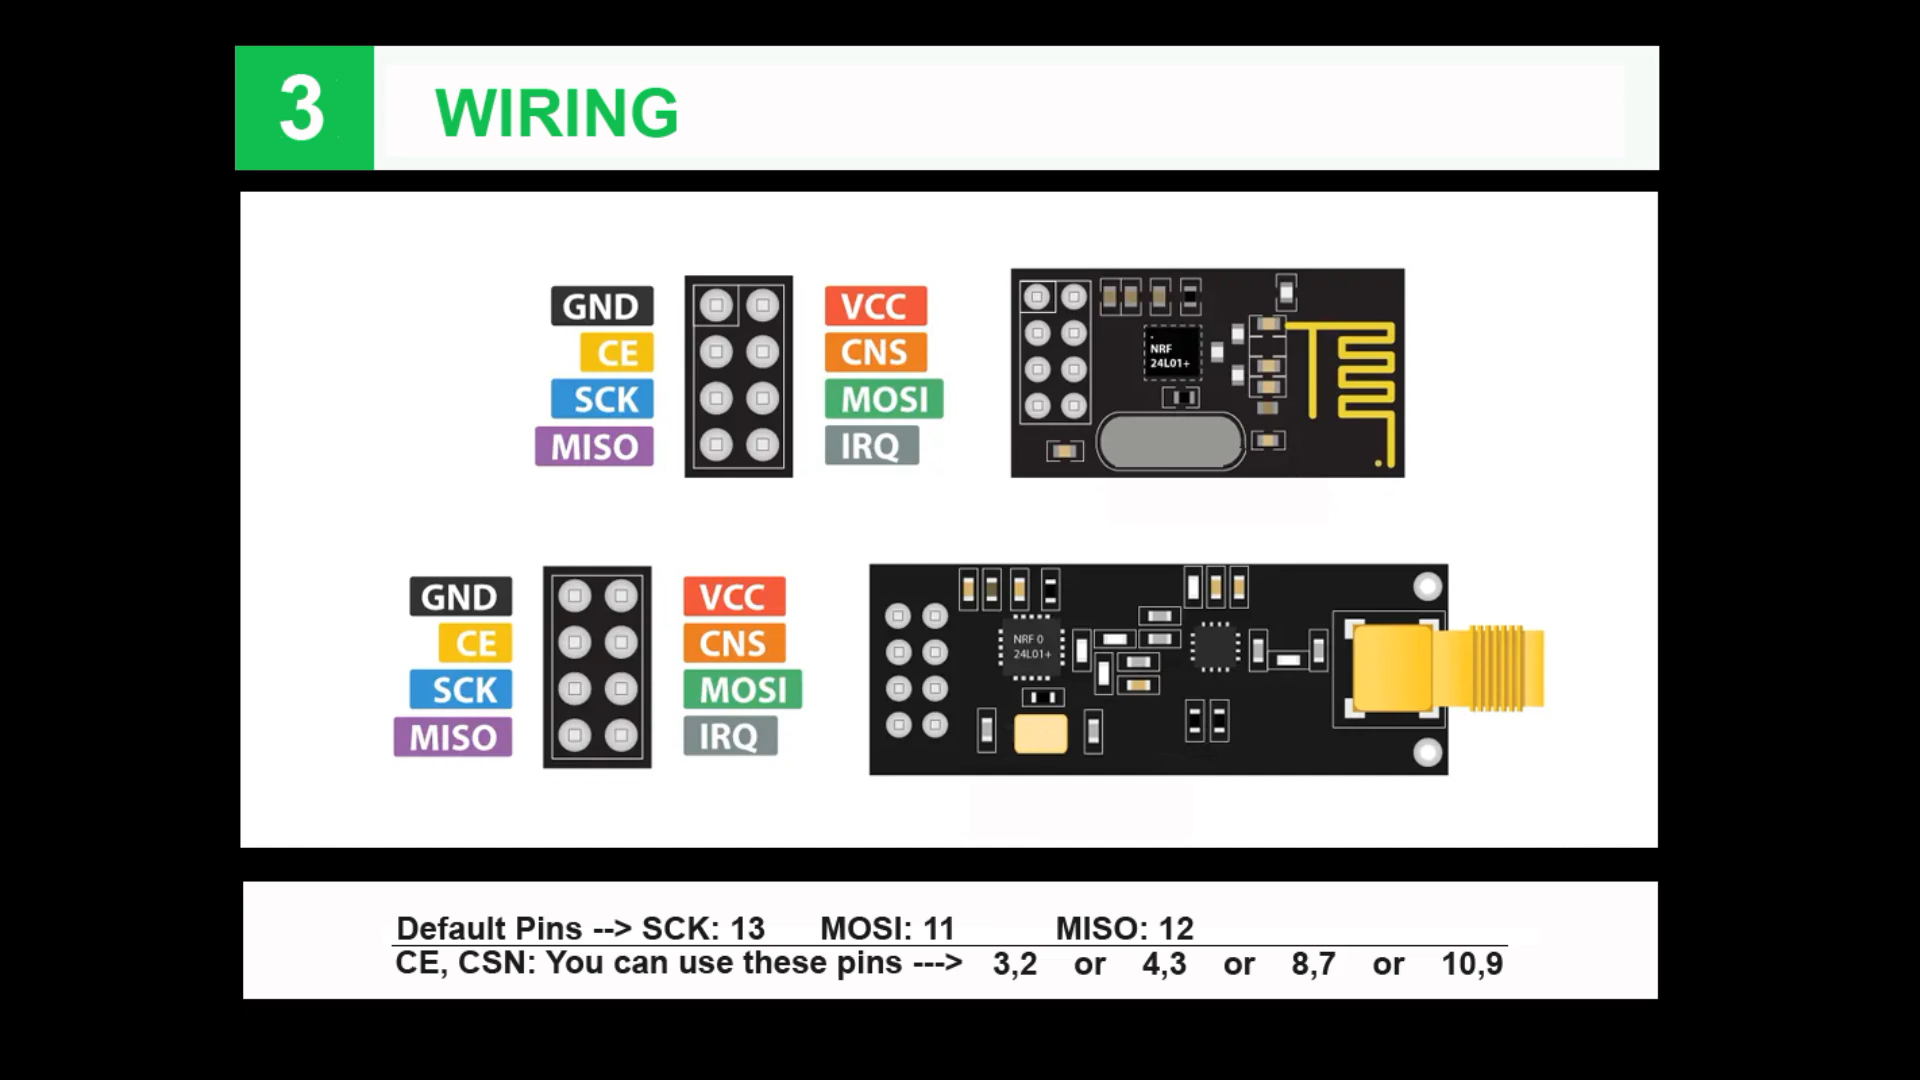 3 WIRING
GND VCC
CE CNS
SCK MOSI
MISO IRQ
NRF
24L01+
GND VCC
CE CNS
SCK MOSI
MISO IRQ
NRF 0
24L01+
Default Pins --> SCK: 13 MOSI: 11 MISO: 12
CE, CSN: You can use these pins ---> 3,2 or 4,3 or 8,7 or 10,9